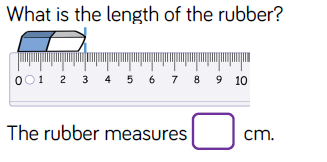 What is the length of the rubber?
0 1 2 3 4 5 6 7 8 9 10
The rubber measures cm.